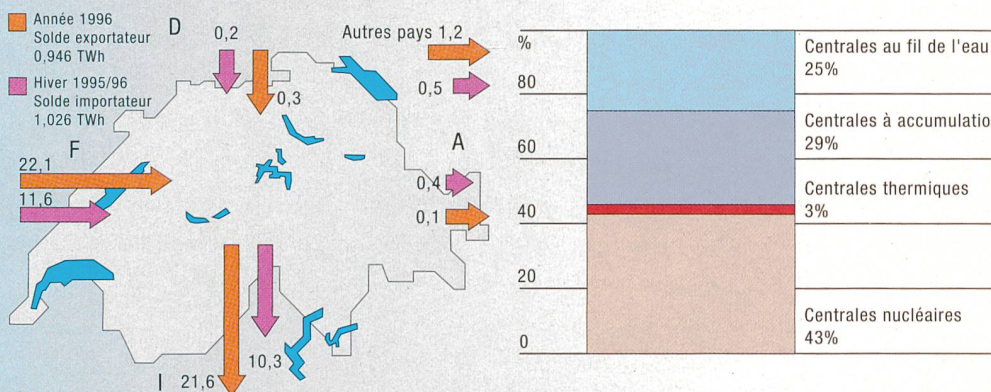 Année 1996
Solde exportateur
0,946 TWh
Hiver 1995/96
Solde importateur
1,026 TWh
D
0,2
0,3
Autres pays 1,2
0,5
F
22,1
11,6
A
0,4
0,1
10,3
I 21,6
%
80
60
40
20
0
Centrales au fil de l'eau
25%
Centrales à accumulatio
29%
Centrales thermiques
3%
Centrales nucléaires
43%